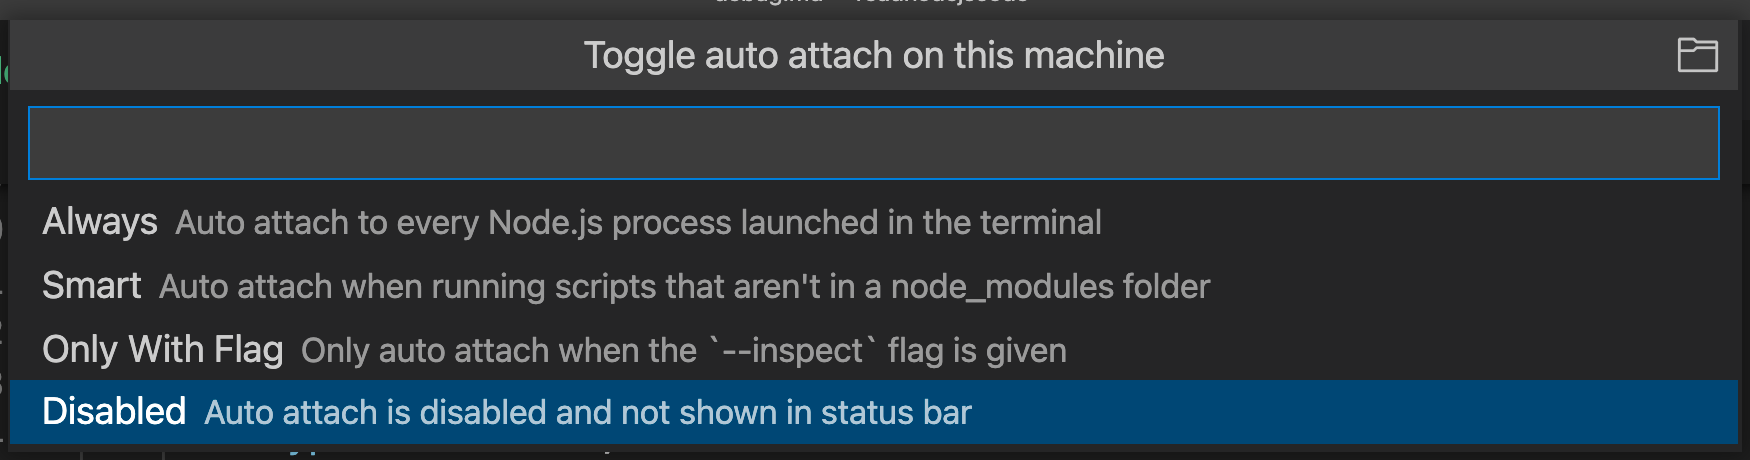 Toggle auto attach on this machine
Always Auto attach to every Node.js process launched in the terminal
Smart Auto attach when running scripts that aren't in a node_modules folder
Only With Flag Only auto attach when the `--inspect` flag is given
Disabled Auto attach is disabled and not shown in status bar